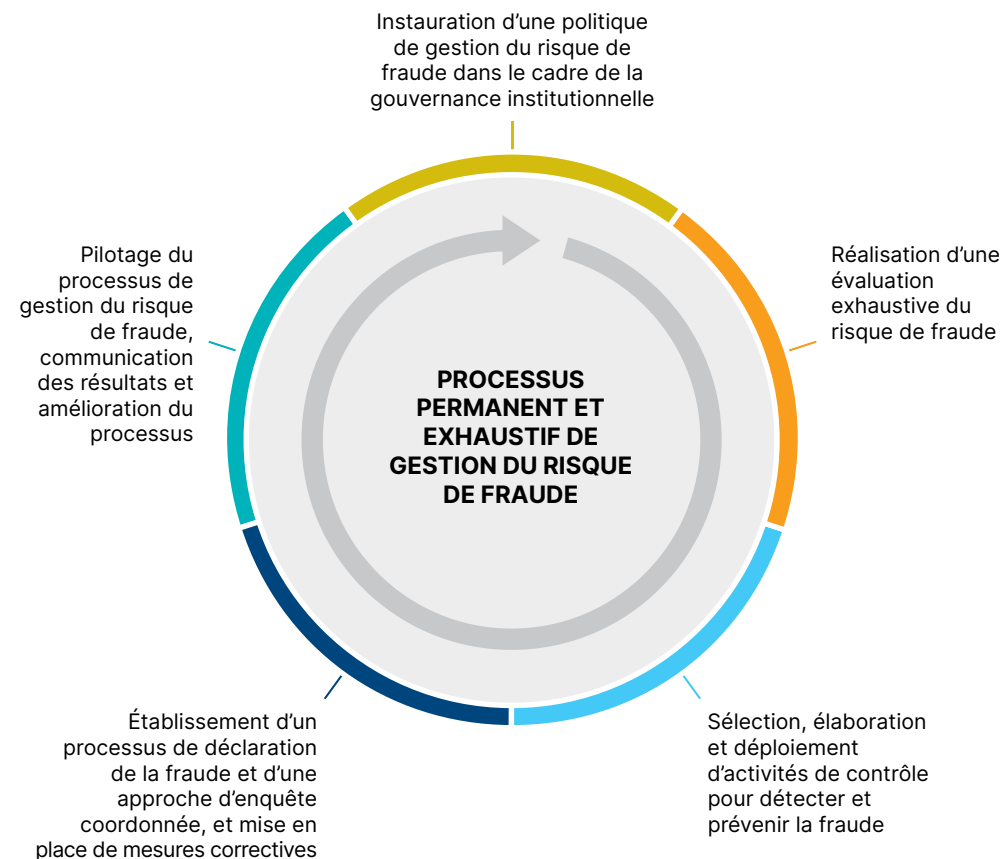 Instauration d’une politique
de gestion du risque de
fraude dans le cadre de la
gouvernance institutionnelle
Réalisation d’une
évaluation
exhaustive du
risque de fraude
Sélection, élaboration
et déploiement
d’activités de contrôle
pour détecter et
prévenir la fraude
Établissement d’un
processus de déclaration
de la fraude et d’une
approche d’enquête
coordonnée, et mise en
place de mesures correctives
Pilotage du
processus de
gestion du risque
de fraude,
communication
des résultats et
amélioration du
processus
PROCESSUS
PERMANENT ET
EXHAUSTIF DE
GESTION DU RISQUE
DE FRAUDE